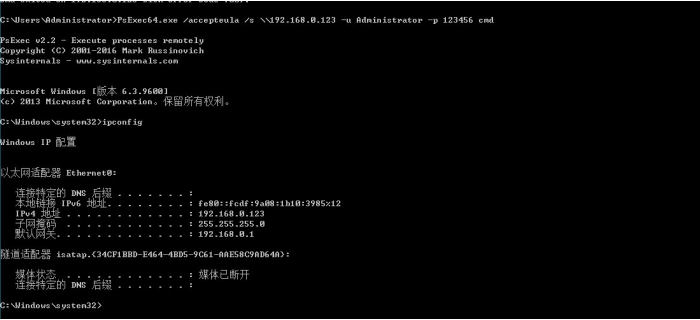 C:\Users\Administrator>PsExec64.exe /accepteula /s \\192.168.0.123 -u Administrator -p 123456 cmd
PsExec v2.2 - Execute processes remotely
Copyright (C) 2001-2016 Mark Russinovich
Sysinternals - www.sysinternals.com
Microsoft Windows [版本 6.3.9600]
(c) 2013 Microsoft Corporation。保留所有权利。
C:\Windows\system32>ipconfig
Windows IP 配置
以太网适配器 Ethernet0:
连接特定的 DNS 后缀 . . . . . . . :
本地链接 IPv6 地址. . . . . . . . : fe80::fcdf:9a08:1b10:3985%12
IPv4 地址 . . . . . . . . . . . . : 192.168.0.123
子网掩码 . . . . . . . . . . . . : 255.255.255.0
默认网关. . . . . . . . . . . . . : 192.168.0.1
隧道适配器 isatap.{34CF1BBD-E464-4BD5-9C61-AAE58C9AD64A}:
媒体状态 . . . . . . . . . . . . : 媒体已断开
连接特定的 DNS 后缀 . . . . . . . :
C:\Windows\system32>